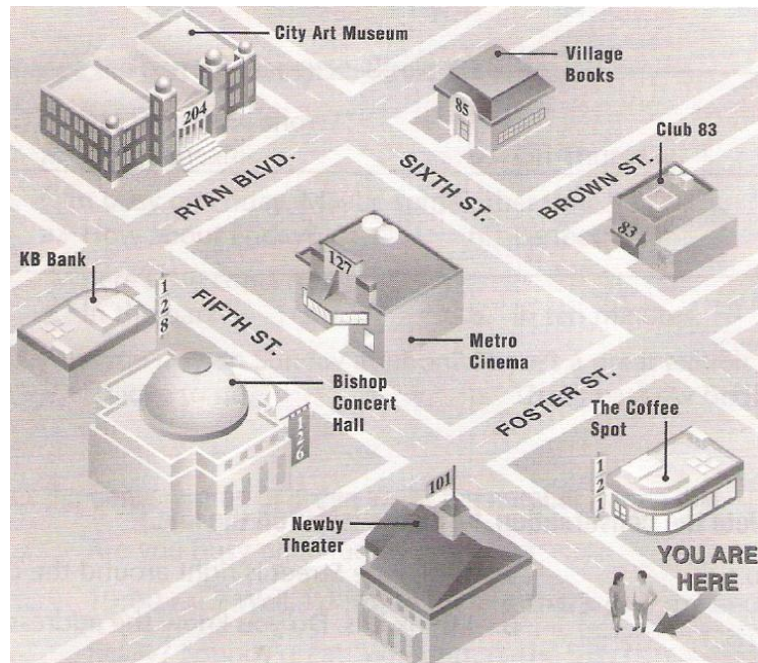 City Art Museum
Village
Books
204
85
Club 83
RYAN BLVD.
SIXTH ST.
BROWN ST.
83
KB Bank
127
128
FIFTH ST.
Metro
Cinema
Bishop
Concert
Hall
126
FOSTER ST.
The Coffee
Spot
101
121
Newby
Theater
YOU ARE
HERE